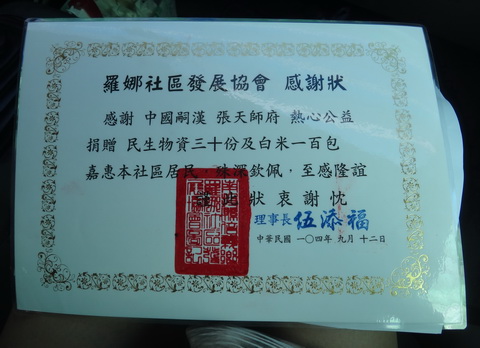 羅娜社區發展協會 感謝狀
感謝 中國嗣漢 張天師府 熱心公益
捐贈 民生物資三十份及白米一百包
嘉惠本社區居民，殊深欽佩，至感隆誼
謹此狀衷謝忱
理事長 伍添福
中華民國 一〇四年 九月 十二日